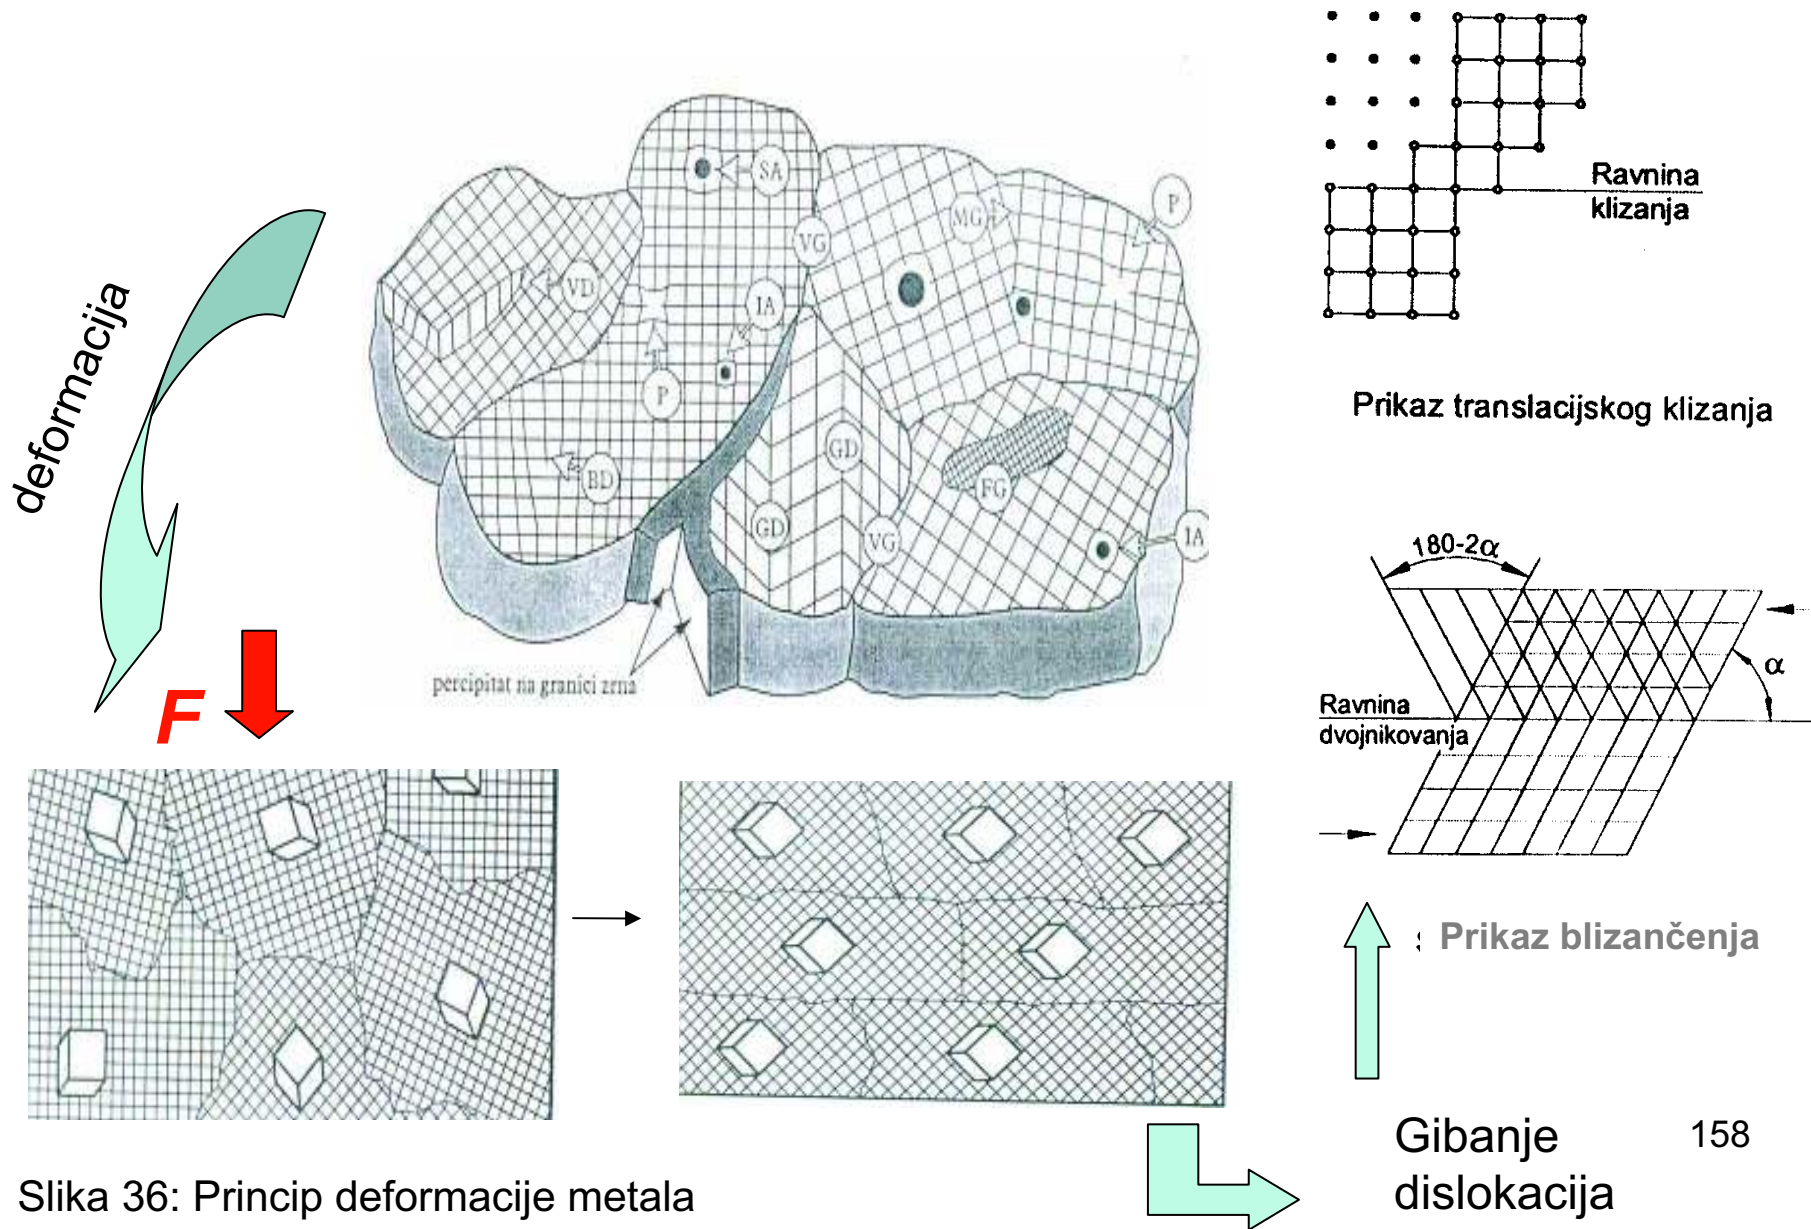 deformacija
SA
VG
MG
P
VD
IA
P
GD
BD
FG
GD
VG
IA
percipitat na granici zrna
F
Ravnina
klizanja
Prikaz translacijskog klizanja
180-2α
α
Ravnina
dvojnikovanja
Prikaz blizančenja
Gibanje
dislokacija
158
Slika 36: Princip deformacije metala